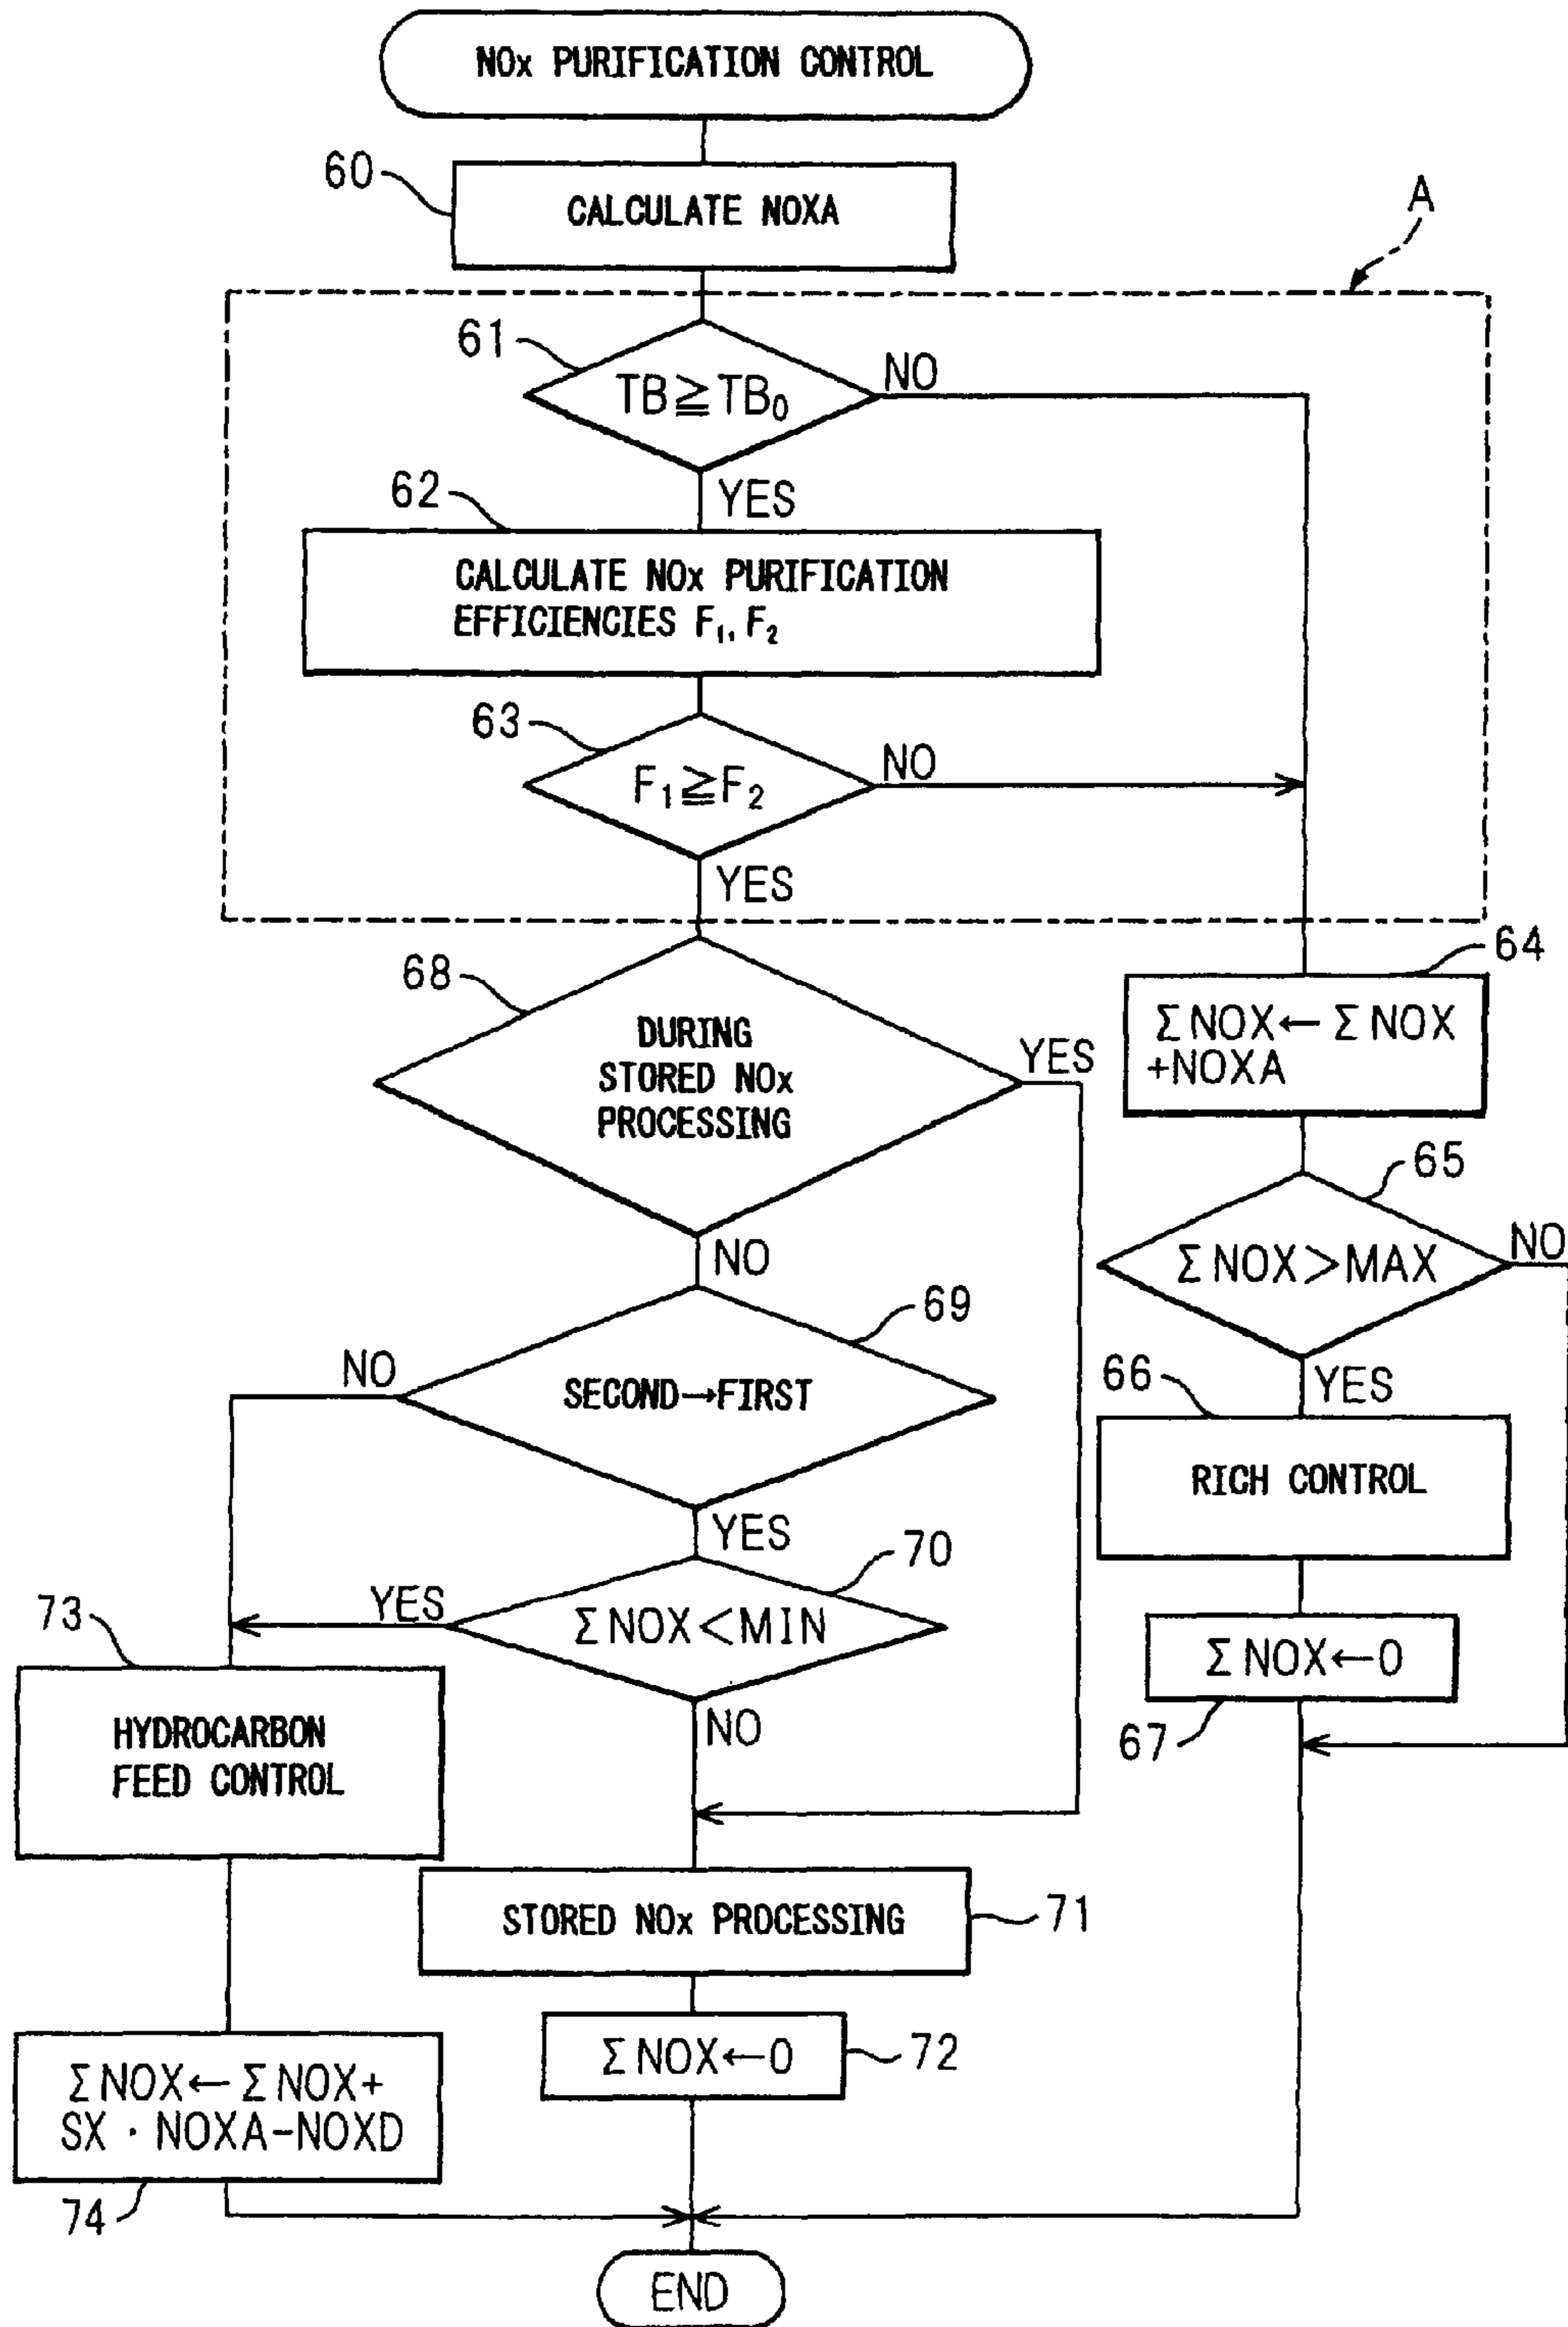 NOx PURIFICATION CONTROL
60
CALCULATE NOXA
A
61
TB≧TB₀
NO
YES
62
CALCULATE NOx PURIFICATION
EFFICIENCIES F₁, F₂
63
F₁≧F₂
NO
YES
68
DURING
STORED NOx
PROCESSING
YES
NO
64
ΣNOX←ΣNOX
+NOXA
65
ΣNOX>MAX
NO
YES
69
SECOND→FIRST
NO
YES
66
RICH CONTROL
70
ΣNOX<MIN
YES
NO
ΣNOX←0
67
73
HYDROCARBON
FEED CONTROL
STORED NOx PROCESSING
71
ΣNOX←0
72
ΣNOX←ΣNOX+
SX・NOXA-NOXD
74
END